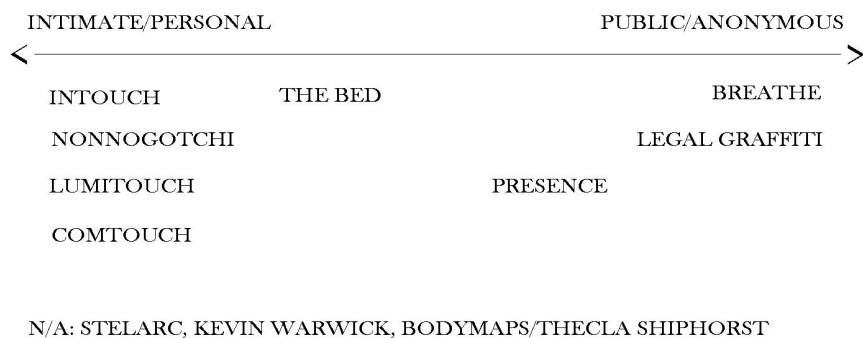 INTIMATE/PERSONAL PUBLIC/ANONYMOUS
INTOUCH THE BED BREATHE
NONNOGOTCHI LEGAL GRAFFITI
LUMITOUCH PRESENCE
COMTOUCH
N/A: STELARC, KEVIN WARWICK, BODYMAPS/THECLA SHIPHORST